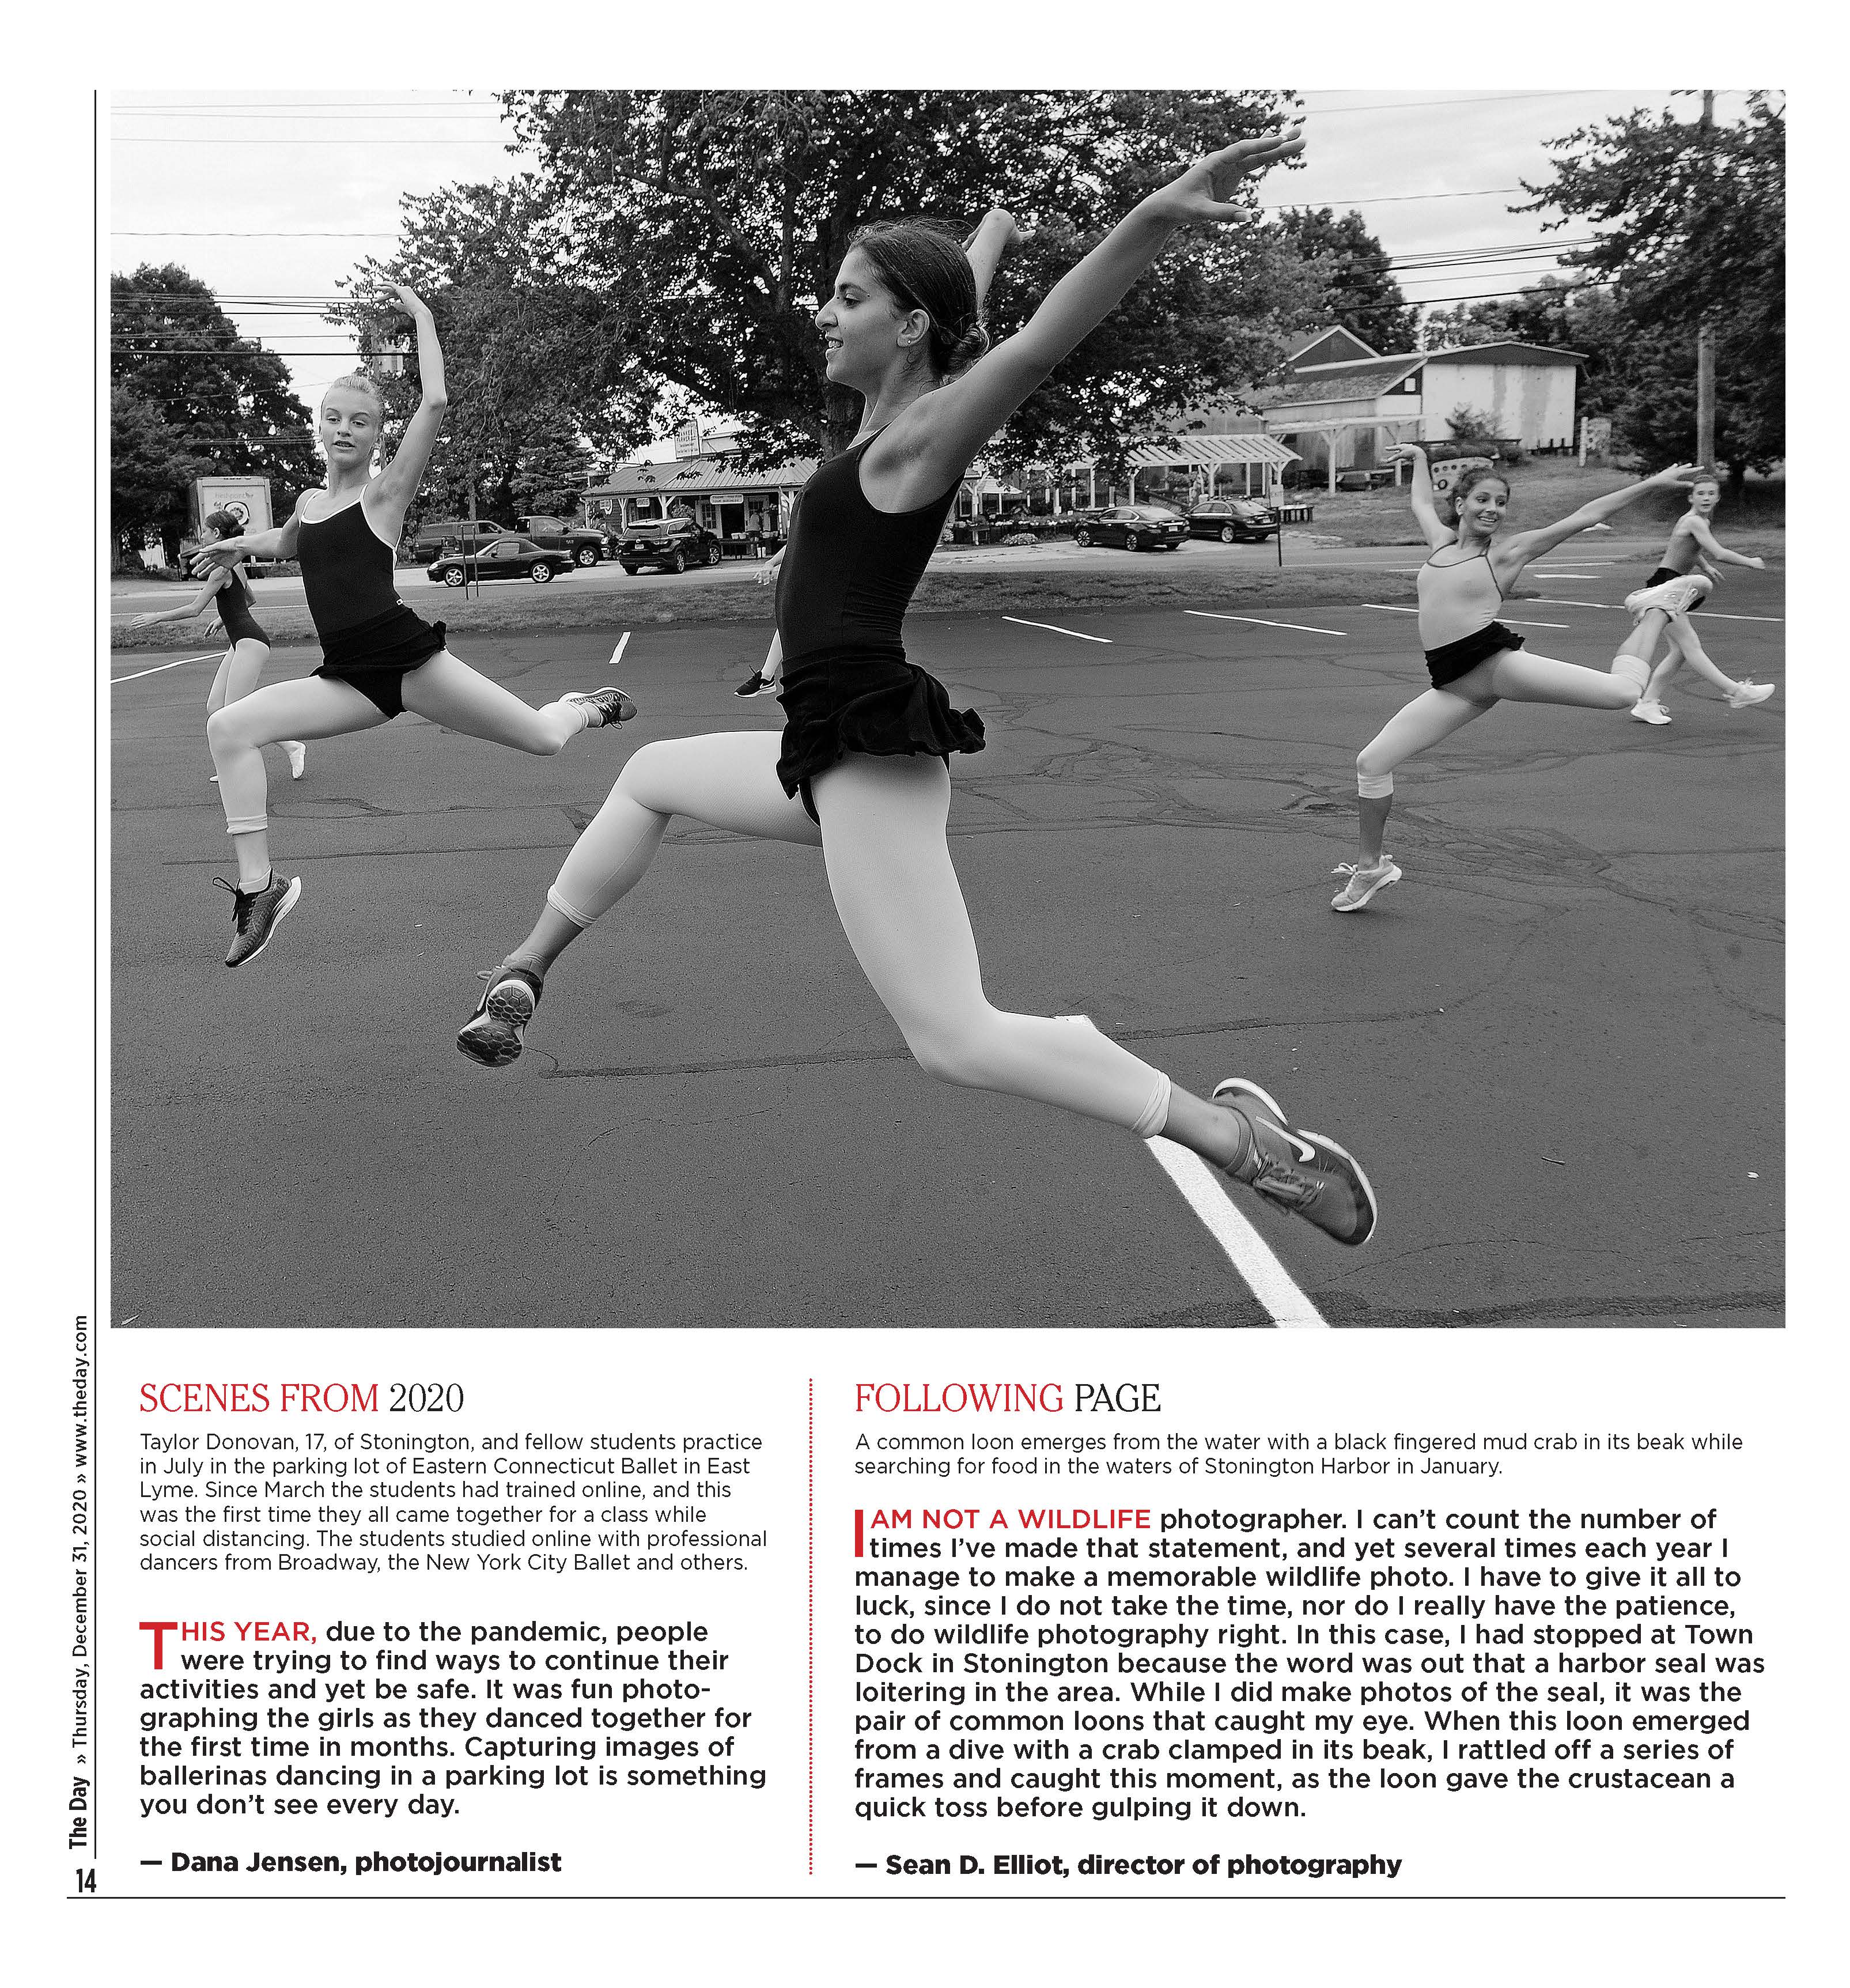 SCENES FROM 2020
Taylor Donovan, 17, of Stonington, and fellow students practice
in July in the parking lot of Eastern Connecticut Ballet in East
Lyme. Since March the students had trained online, and this
was the first time they all came together for a class while
social distancing. The students studied online with professional
dancers from Broadway, the New York City Ballet and others.
THIS YEAR, due to the pandemic, people
were trying to find ways to continue their
activities and yet be safe. It was fun photo-
graphing the girls as they danced together for
the first time in months. Capturing images of
ballerinas dancing in a parking lot is something
you don’t see every day.
— Dana Jensen, photojournalist
FOLLOWING PAGE
A common loon emerges from the water with a black fingered mud crab in its beak while
searching for food in the waters of Stonington Harbor in January.
I AM NOT A WILDLIFE photographer. I can’t count the number of
times I’ve made that statement, and yet several times each year I
manage to make a memorable wildlife photo. I have to give it all to
luck, since I do not take the time, nor do I really have the patience,
to do wildlife photography right. In this case, I had stopped at Town
Dock in Stonington because the word was out that a harbor seal was
loitering in the area. While I did make photos of the seal, it was the
pair of common loons that caught my eye. When this loon emerged
from a dive with a crab clamped in its beak, I rattled off a series of
frames and caught this moment, as the loon gave the crustacean a
quick toss before gulping it down.
— Sean D. Elliot, director of photography
The Day » Thursday, December 31, 2020 » www.theday.com
14